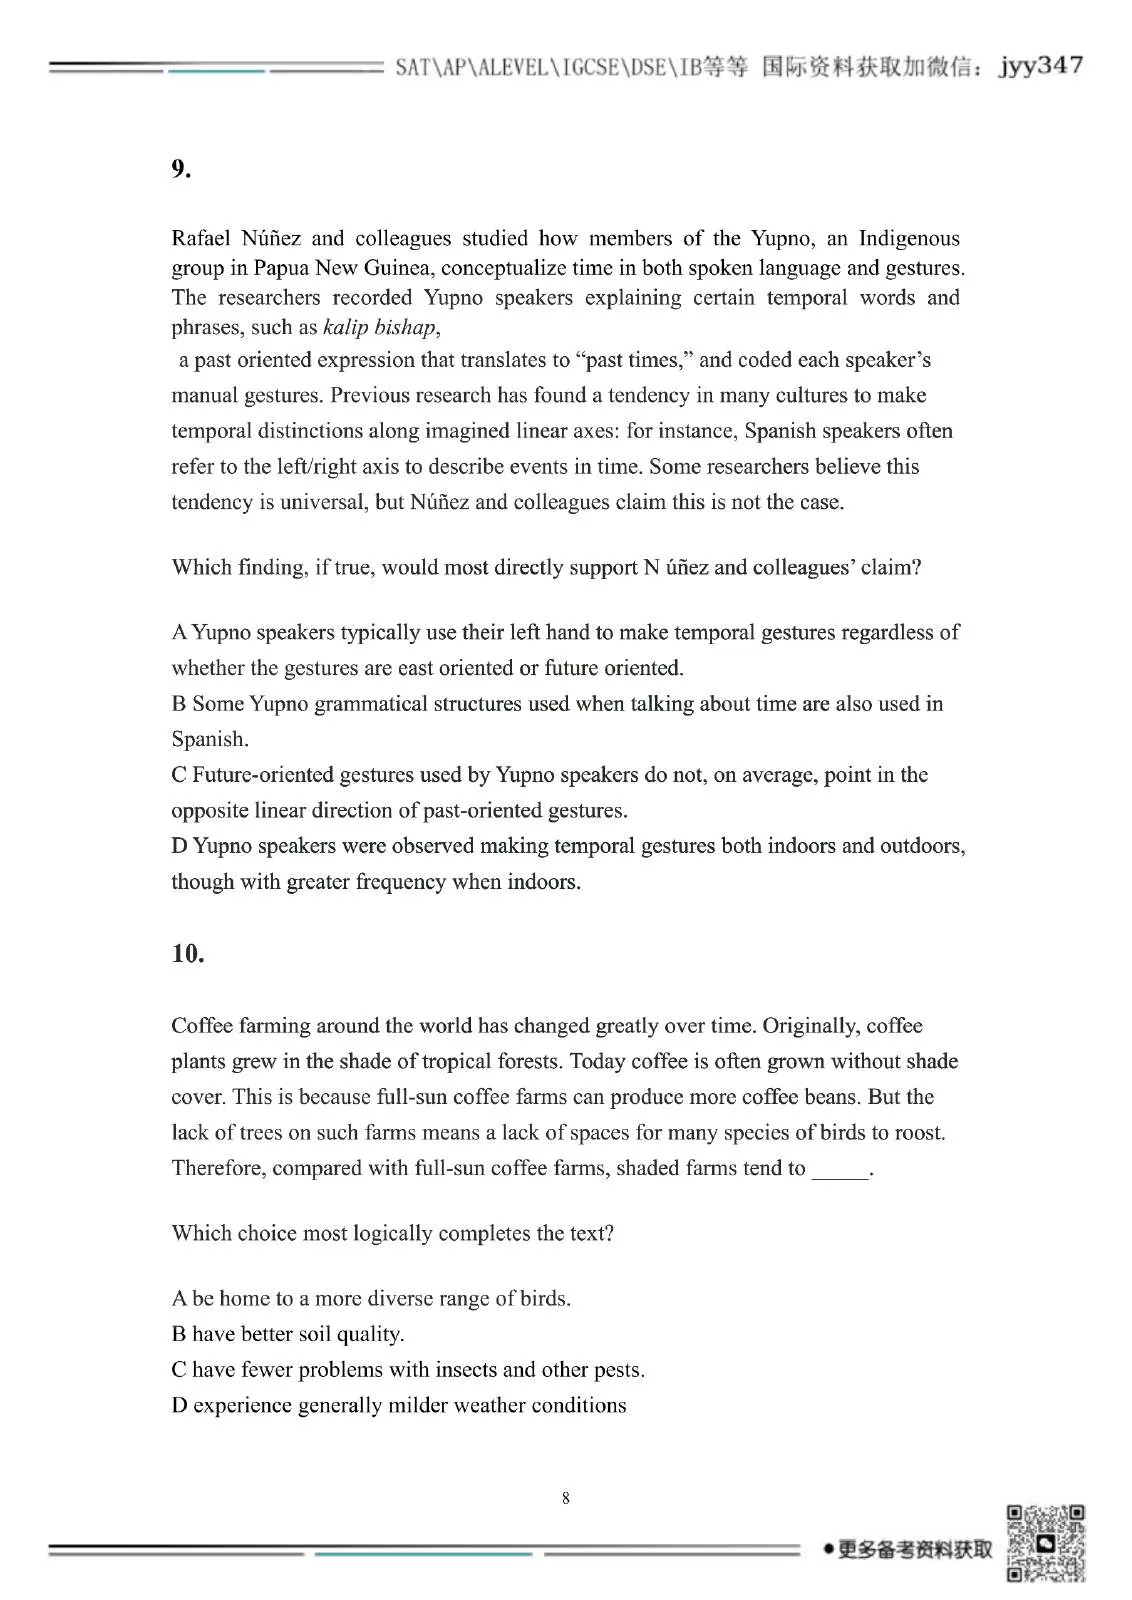 SAT\AP\ALEVEL\IGCSE\DSE\IB等等 国际资料获取加微信：jyy347
9.
Rafael Núñez and colleagues studied how members of the Yupno, an Indigenous
group in Papua New Guinea, conceptualize time in both spoken language and gestures.
The researchers recorded Yupno speakers explaining certain temporal words and
phrases, such as kalip bishap,
a past oriented expression that translates to “past times,” and coded each speaker’s
manual gestures. Previous research has found a tendency in many cultures to make
temporal distinctions along imagined linear axes: for instance, Spanish speakers often
refer to the left/right axis to describe events in time. Some researchers believe this
tendency is universal, but Núñez and colleagues claim this is not the case.
Which finding, if true, would most directly support N úñez and colleagues’ claim?
A Yupno speakers typically use their left hand to make temporal gestures regardless of
whether the gestures are east oriented or future oriented.
B Some Yupno grammatical structures used when talking about time are also used in
Spanish.
C Future-oriented gestures used by Yupno speakers do not, on average, point in the
opposite linear direction of past-oriented gestures.
D Yupno speakers were observed making temporal gestures both indoors and outdoors,
though with greater frequency when indoors.
10.
Coffee farming around the world has changed greatly over time. Originally, coffee
plants grew in the shade of tropical forests. Today coffee is often grown without shade
cover. This is because full-sun coffee farms can produce more coffee beans. But the
lack of trees on such farms means a lack of spaces for many species of birds to roost.
Therefore, compared with full-sun coffee farms, shaded farms tend to _____.
Which choice most logically completes the text?
A be home to a more diverse range of birds.
B have better soil quality.
C have fewer problems with insects and other pests.
D experience generally milder weather conditions
8
●更多备考资料获取